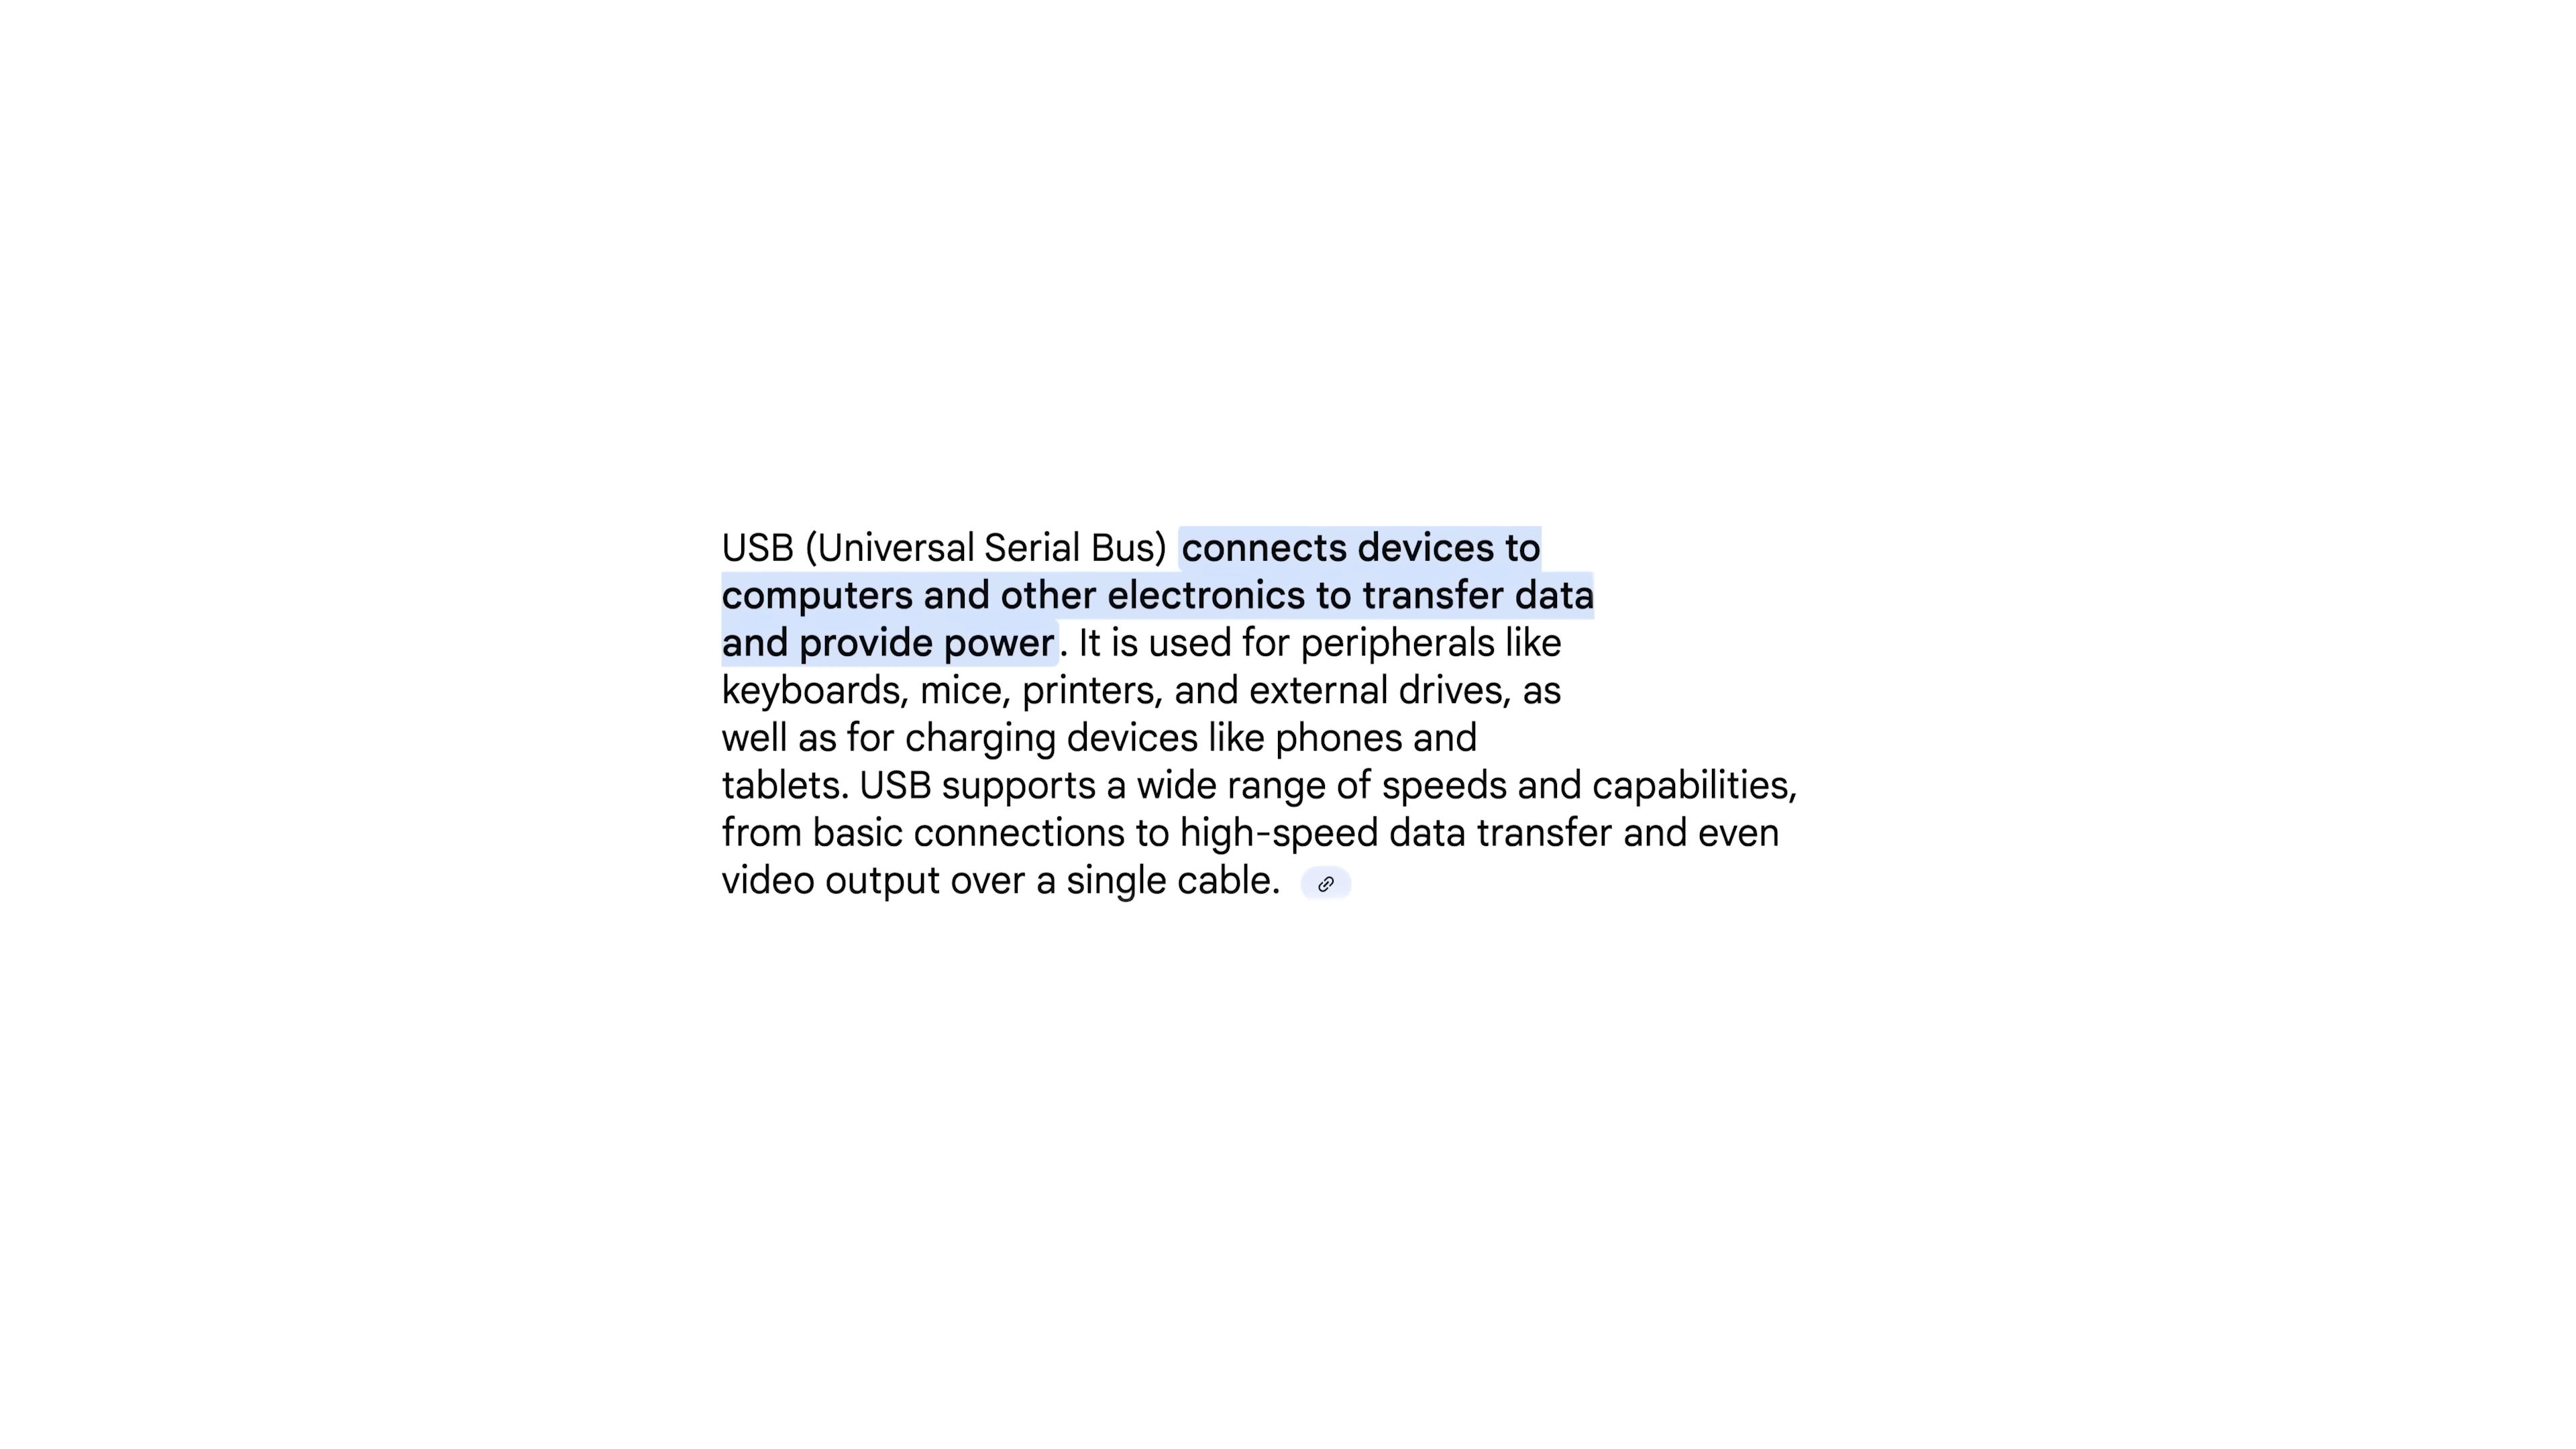 USB (Universal Serial Bus) connects devices to
computers and other electronics to transfer data
and provide power. It is used for peripherals like
keyboards, mice, printers, and external drives, as
well as for charging devices like phones and
tablets. USB supports a wide range of speeds and capabilities,
from basic connections to high-speed data transfer and even
video output over a single cable.